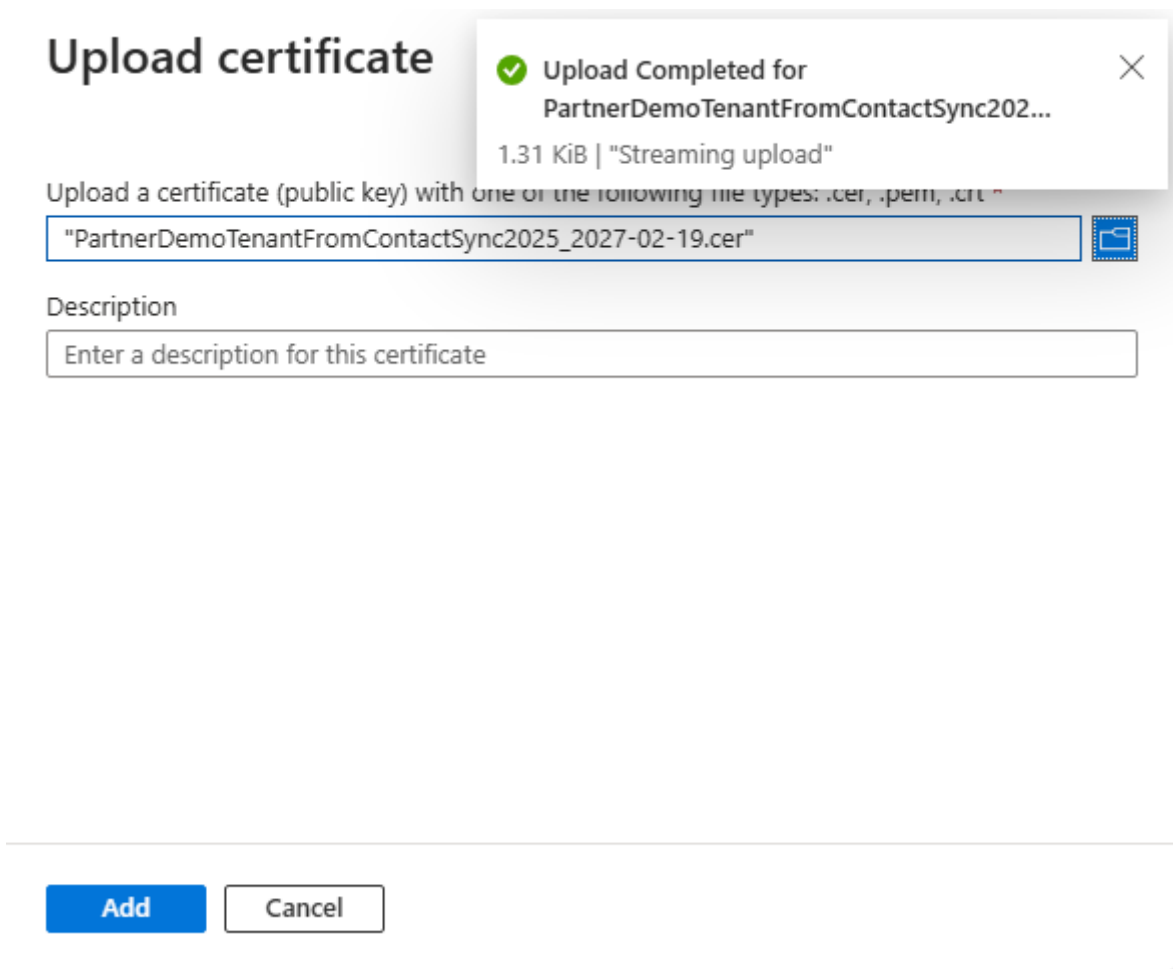 Upload certificate
Upload Completed for
PartnerDemoTenantFromContactSync202...
1.31 KiB | "Streaming upload"
Upload a certificate (public key) with one of the following file types: .cer, .pem, .crt *
"PartnerDemoTenantFromContactSync2025_2027-02-19.cer"
Description
Enter a description for this certificate
Add
Cancel